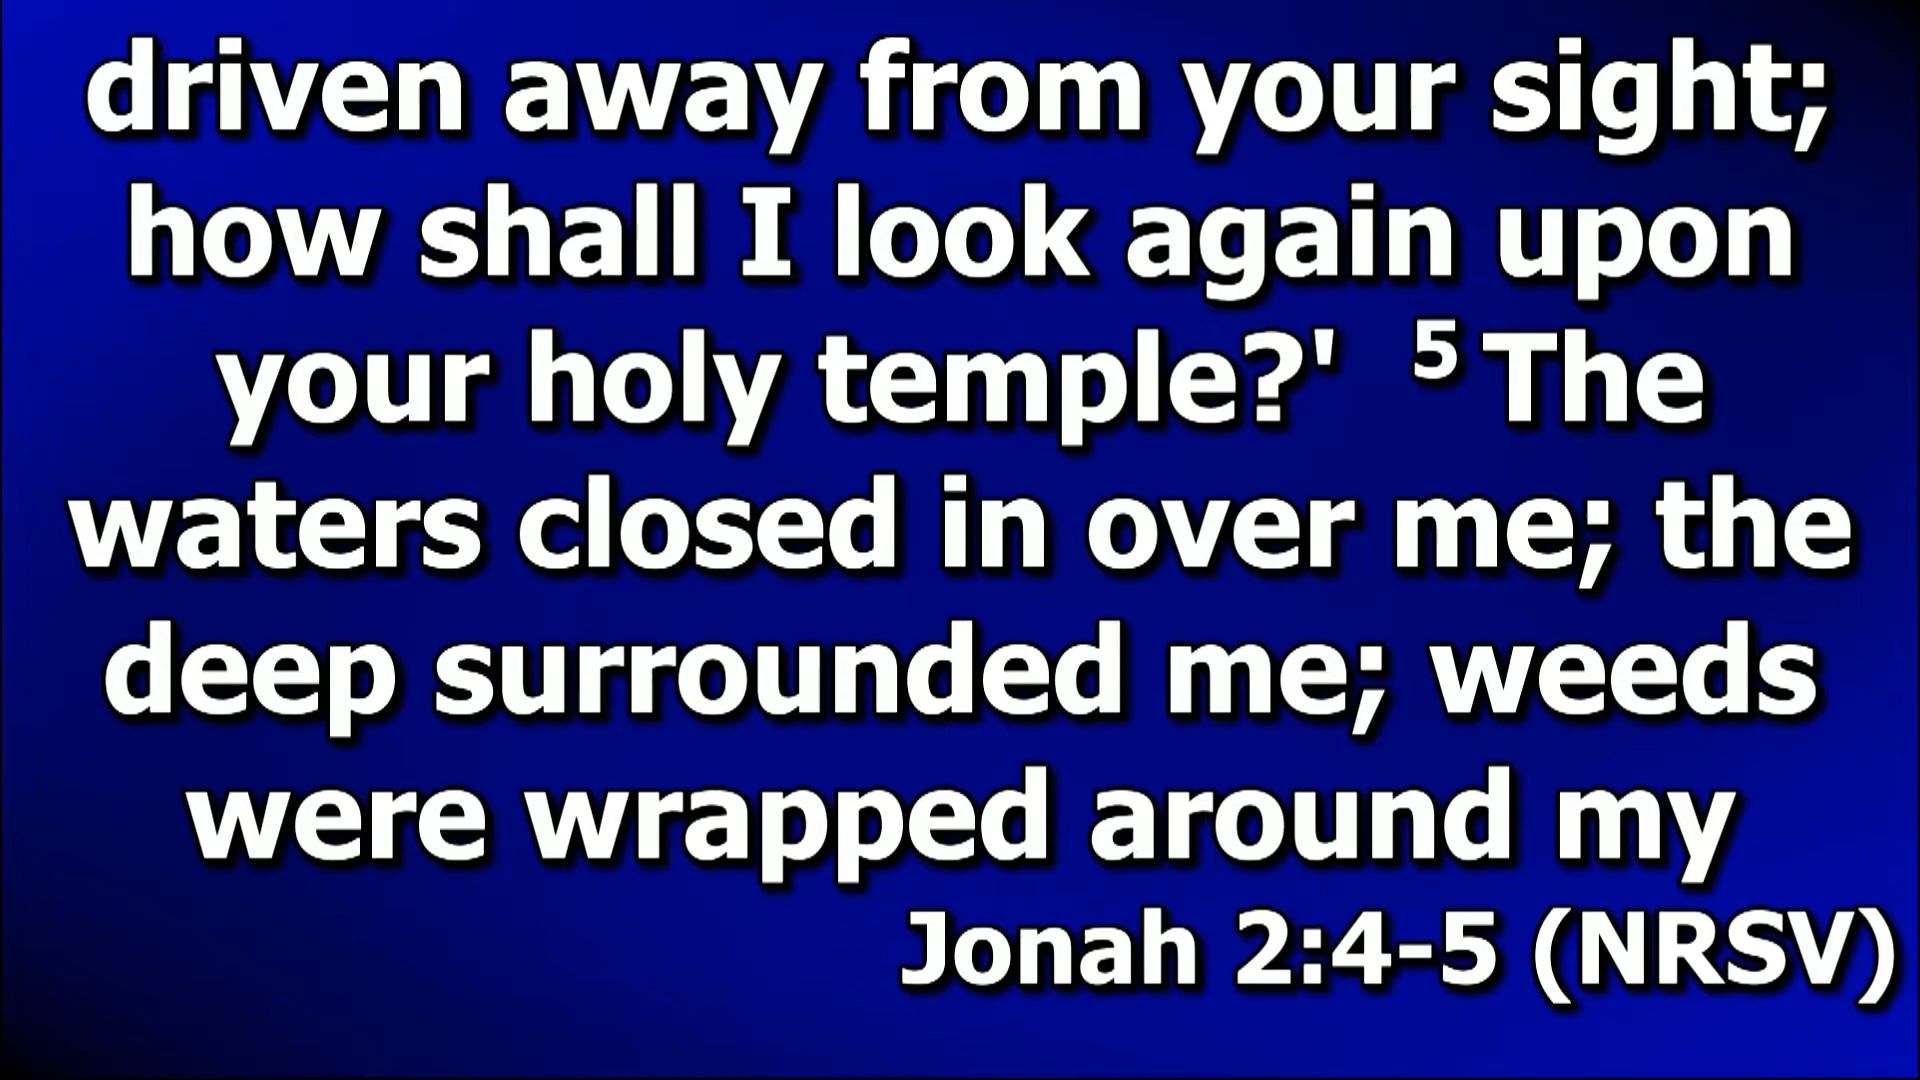 driven away from your sight;
how shall I look again upon
your holy temple?' ⁵ The
waters closed in over me; the
deep surrounded me; weeds
were wrapped around my
Jonah 2:4-5 (NRSV)